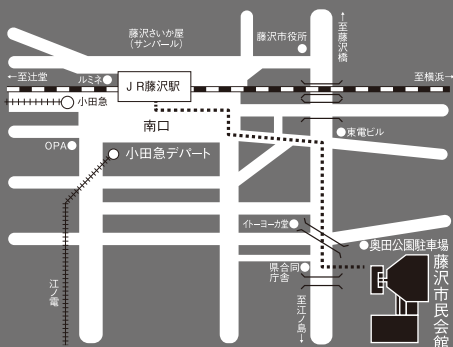 藤沢さいか屋
(サンパール)
藤沢市役所
↑至藤沢橋
←至辻堂
ルミネ
JR藤沢駅
至横浜→
小田急
南口
東電ビル
OPA
小田急デパート
イトーヨーカ堂
奥田公園駐車場
県合同
庁舎
藤沢市民会館
江ノ電
至江ノ島↓